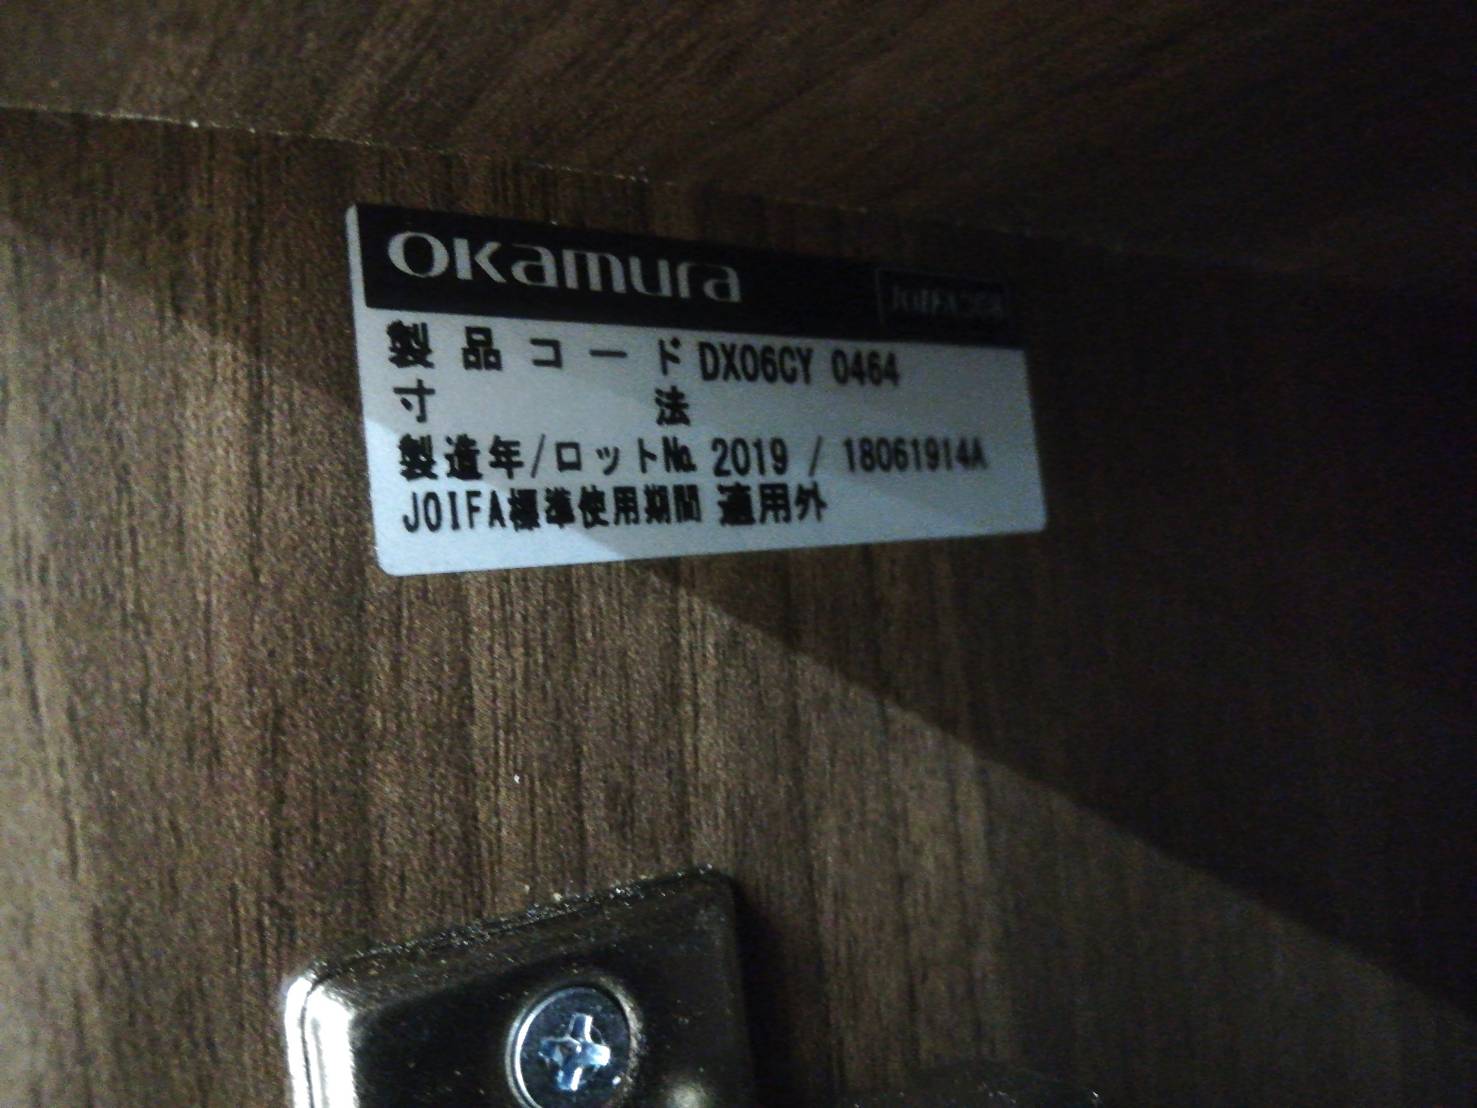 okamura
製品コード DX06CY 0464
寸法
製造年/ロット№ 2019 / 18061914A
JOIFA標準使用期間 適用外